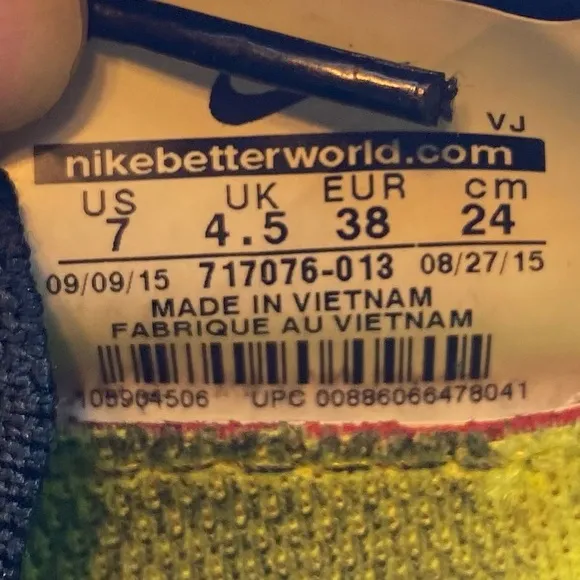 VJ
nikebetterworld.com
US UK EUR cm
7 4.5 38 24
09/09/15 717076-013 08/27/15
MADE IN VIETNAM
FABRIQUE AU VIETNAM
105904506 UPC 00886066478041